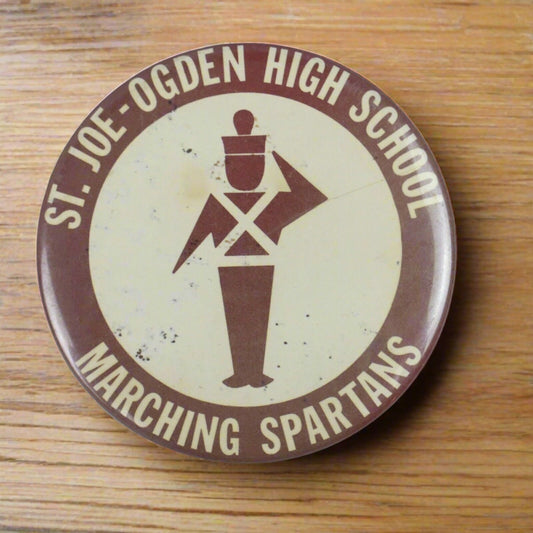 ST. JOE-OGDEN HIGH SCHOOL
MARCHING SPARTANS